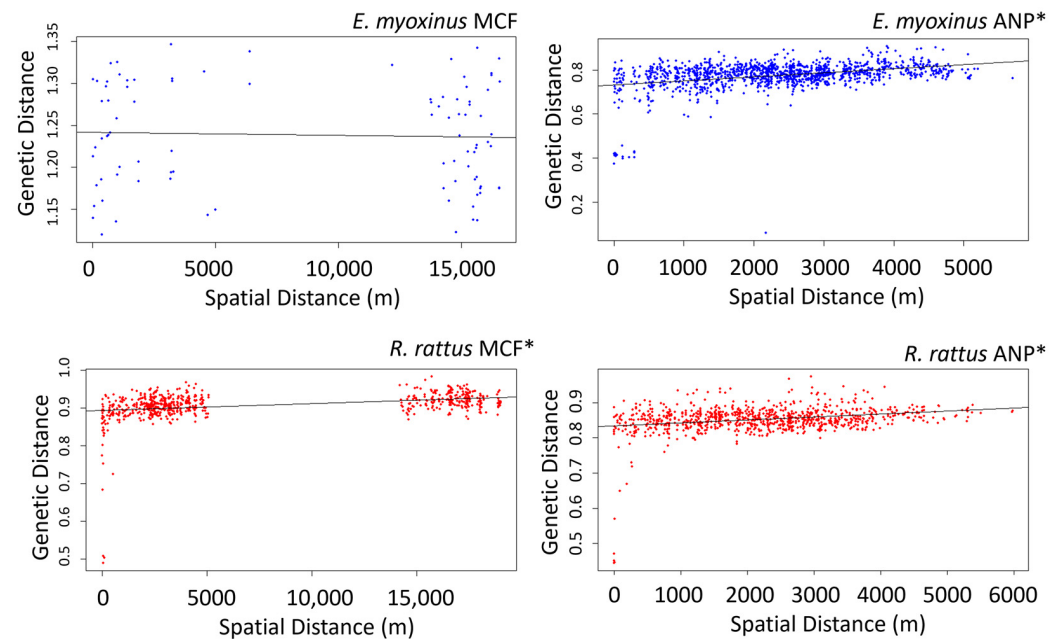 E. myoxinus MCF
Genetic Distance
1.35
1.30
1.25
1.20
1.15
0 5000 10,000 15,000
Spatial Distance (m)
E. myoxinus ANP*
Genetic Distance
0.8
0.6
0.4
0.2
0 1000 2000 3000 4000 5000
Spatial Distance (m)
R. rattus MCF*
Genetic Distance
1.0
0.9
0.8
0.7
0.6
0.5
0 5000 10,000 15,000
Spatial Distance (m)
R. rattus ANP*
Genetic Distance
0.9
0.8
0.7
0.6
0.5
0 1000 2000 3000 4000 5000 6000
Spatial Distance (m)